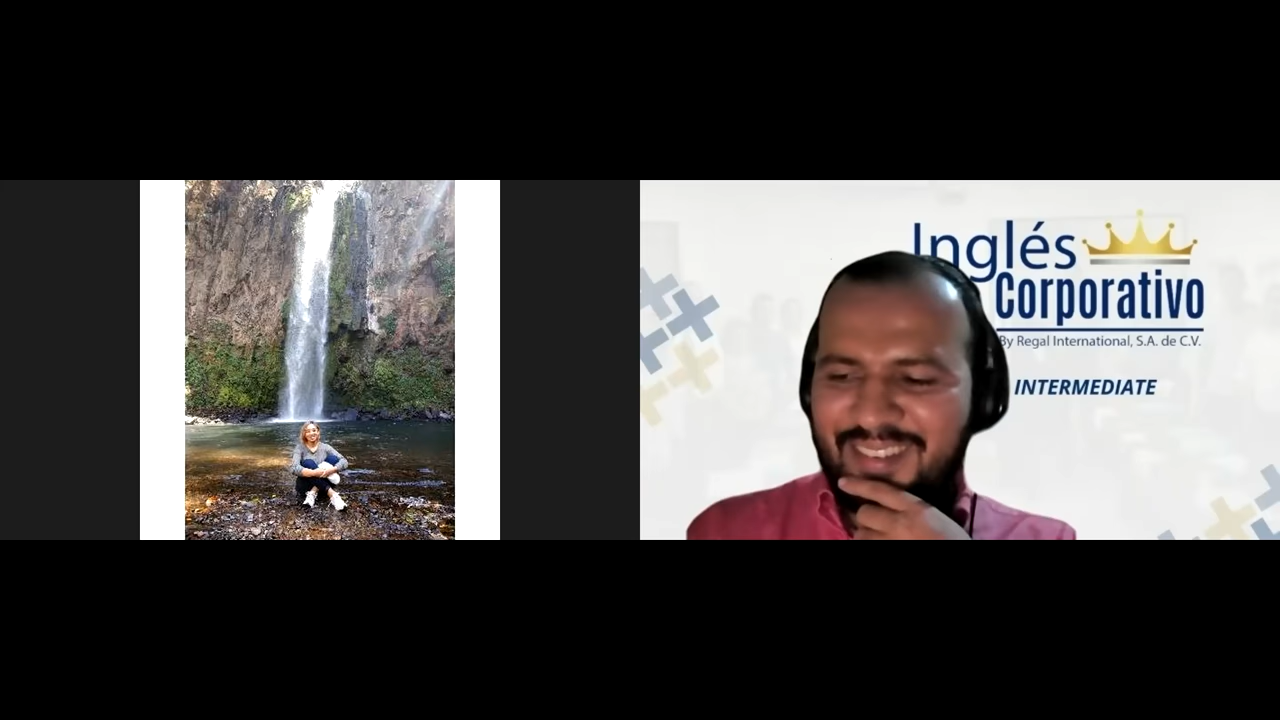 Inglés
Corporativo
By Regal International, S.A. de C.V.
INTERMEDIATE